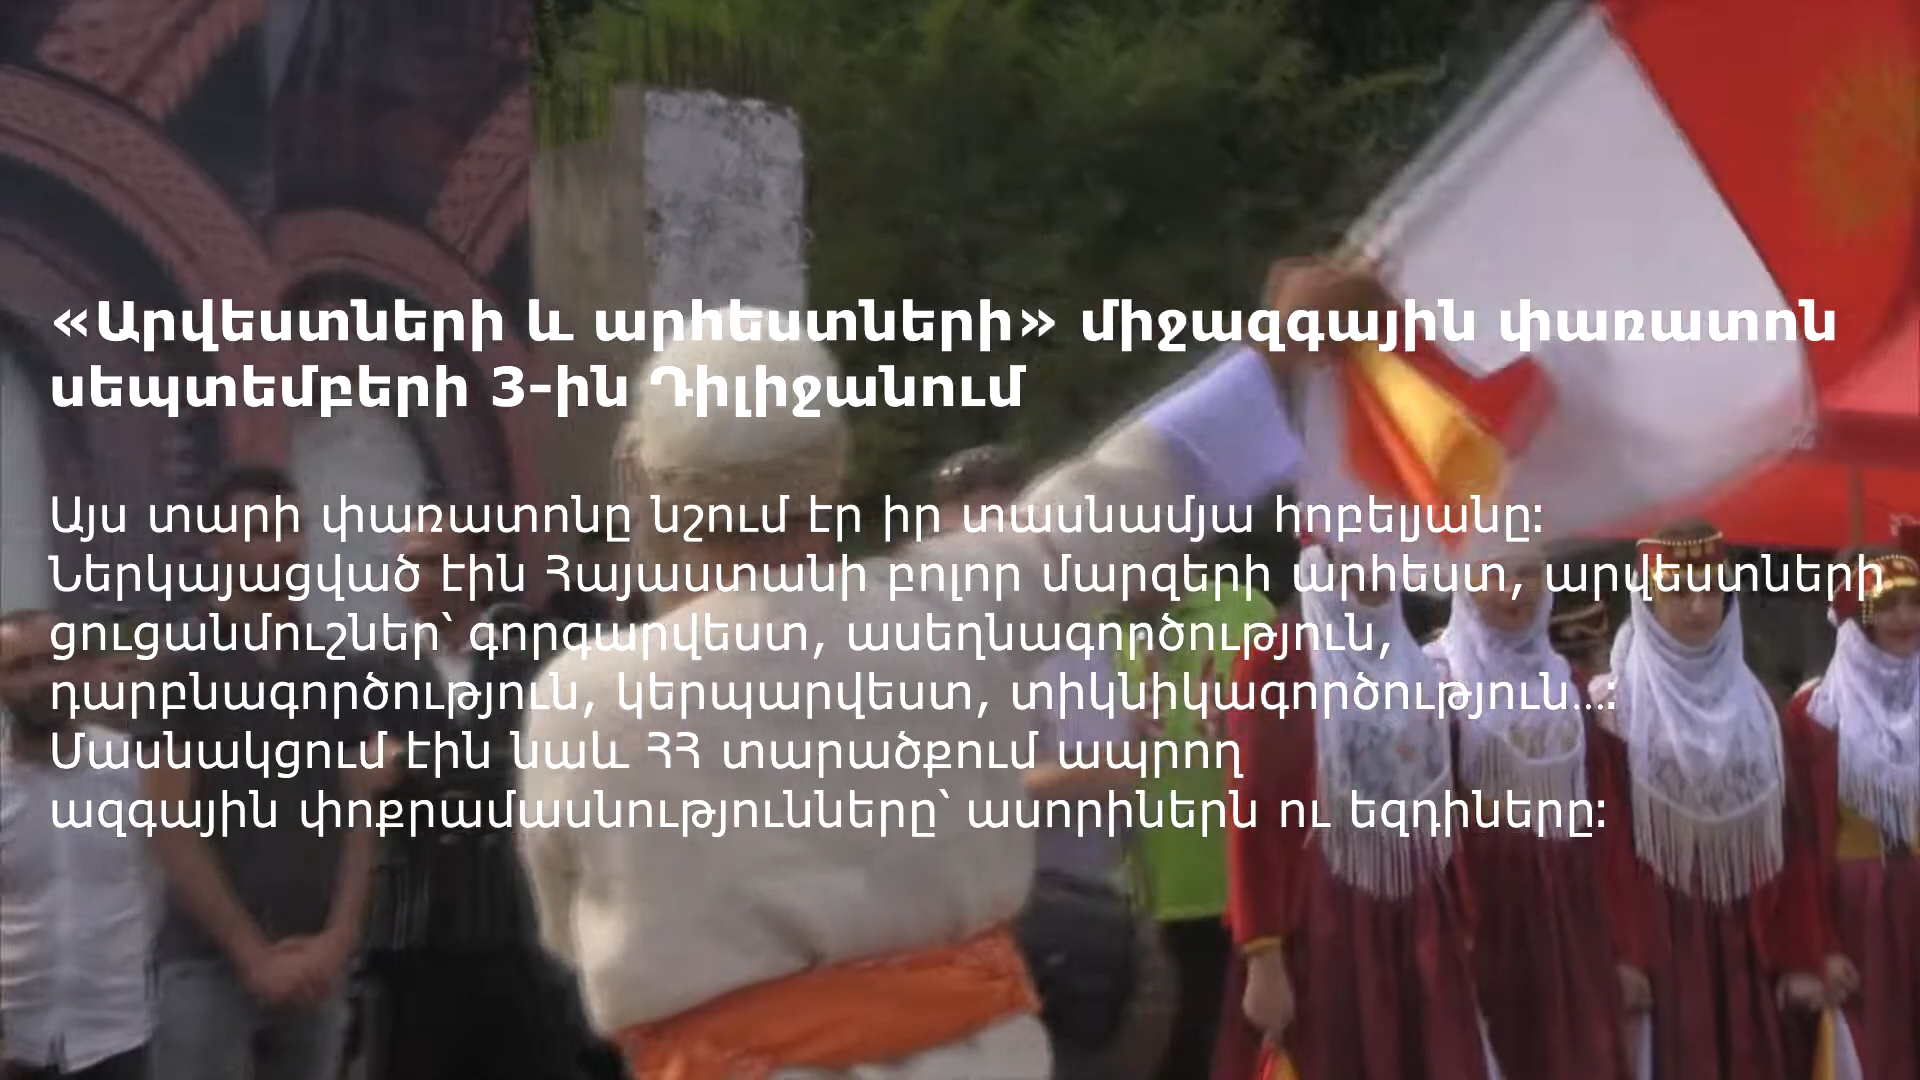 «Արվեստների և արհեստների» միջազգային փառատոն
սեպտեմբերի 3-ին Դիլիջանում
Այս տարի փառատոնը նշում էր իր տասնամյա հոբելյանը:
Ներկայացված էին Հայաստանի բոլոր մարզերի արհեստ, արվեստների
ցուցանմուշներ՝ գորգարվեստ, ասեղնագործություն,
դարբնագործություն, կերպարվեստ, տիկնիկագործություն...:
Մասնակցում էին նաև ՀՀ տարածքում ապրող
ազգային փոքրամասնությունները՝ ասորիներն ու եզդիները: